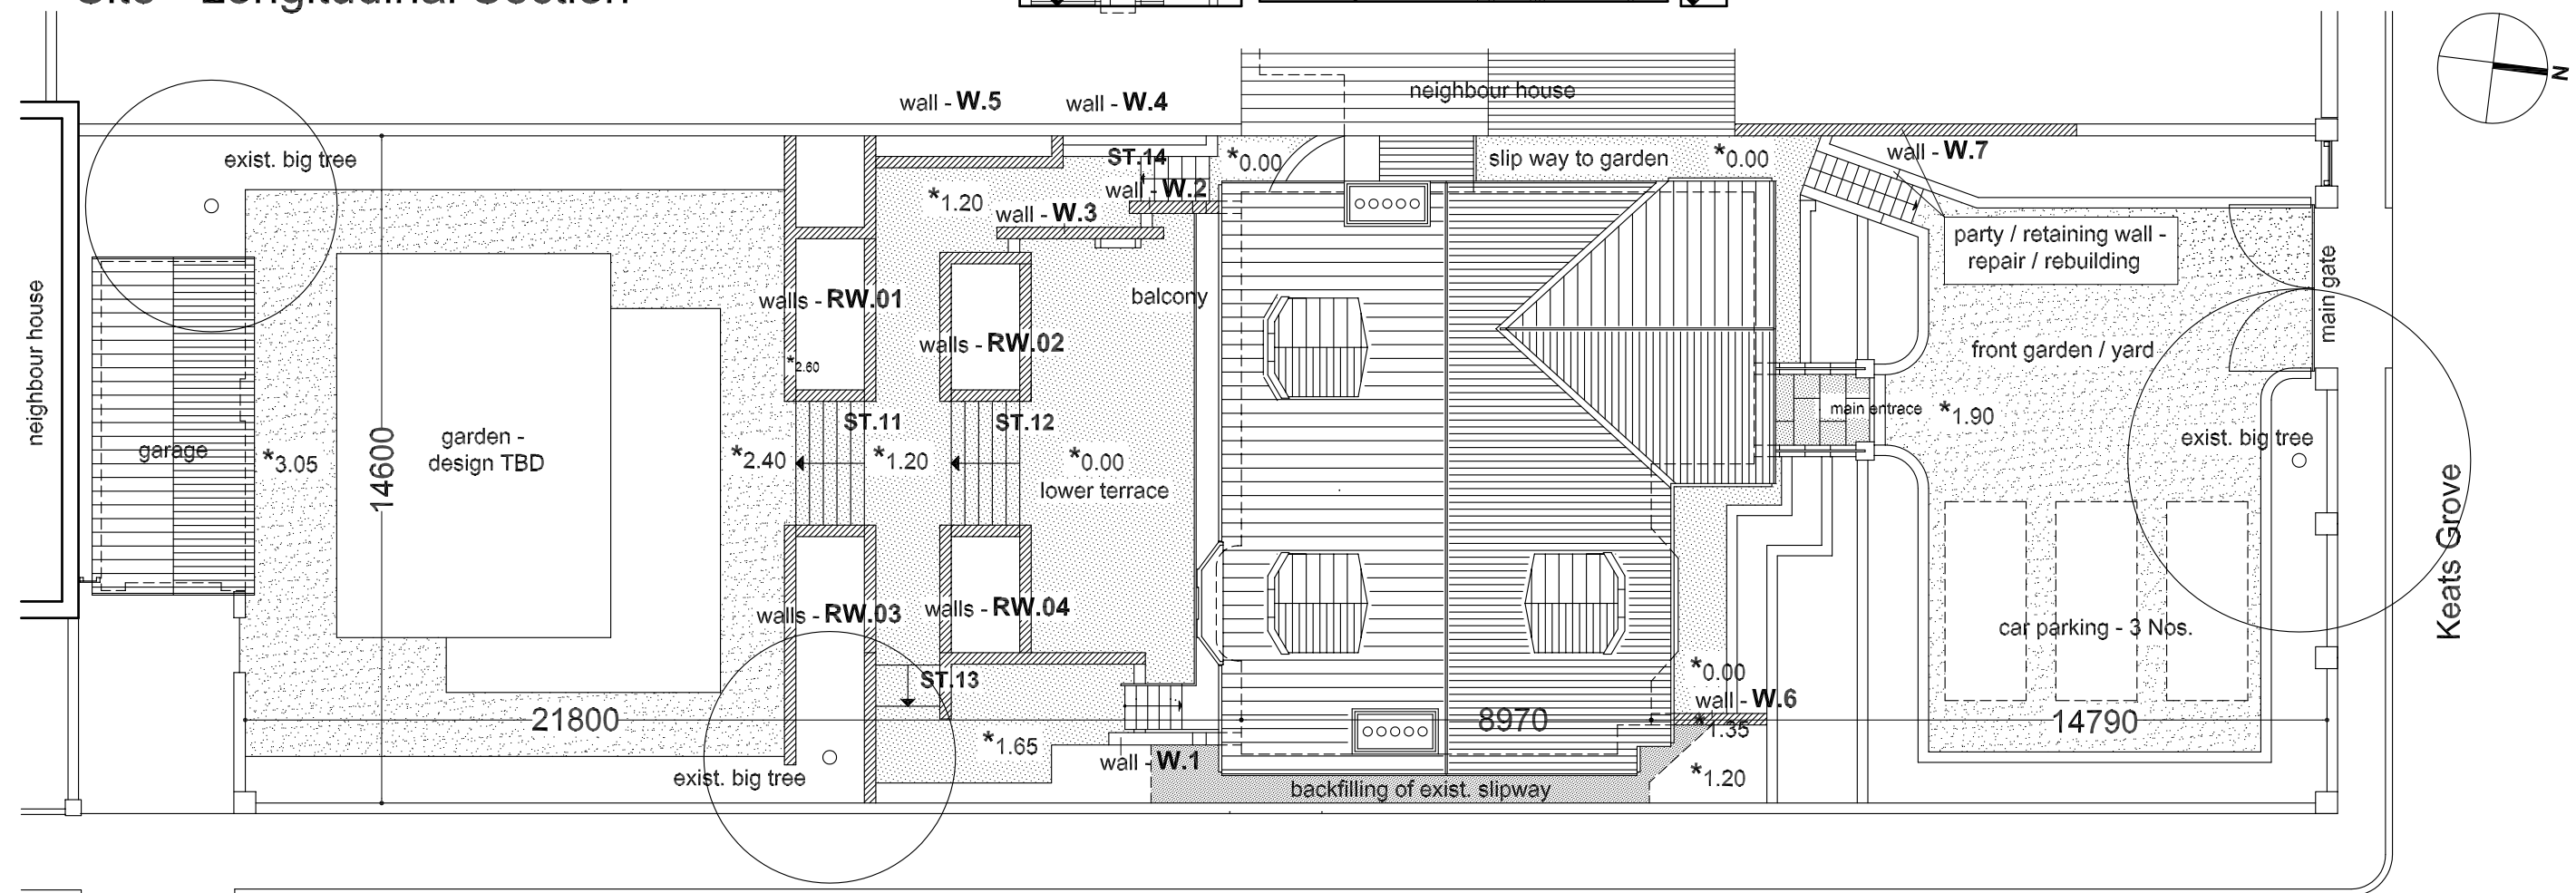 Site - Longitudinal Section
N
neighbour house
wall - W.5
wall - W.4
exist. big tree
ST.14
*0.00
slip way to garden
*0.00
wall - W.7
wall - W.2
*1.20
wall - W.3
party / retaining wall -
repair / rebuilding
main gate
neighbour house
walls - RW.01
balcony
walls - RW.02
*2.60
front garden / yard
main entrace
*1.90
ST.11
ST.12
exist. big tree
garage
*3.05
14600
garden -
design TBD
*2.40
*1.20
*0.00
lower terrace
Keats Grove
walls - RW.03
walls - RW.04
car parking - 3 Nos.
ST.13
*0.00
wall - W.6
21800
8970
*1.35
14790
*1.65
exist. big tree
wall - W.1
*1.20
backfilling of exist. slipway